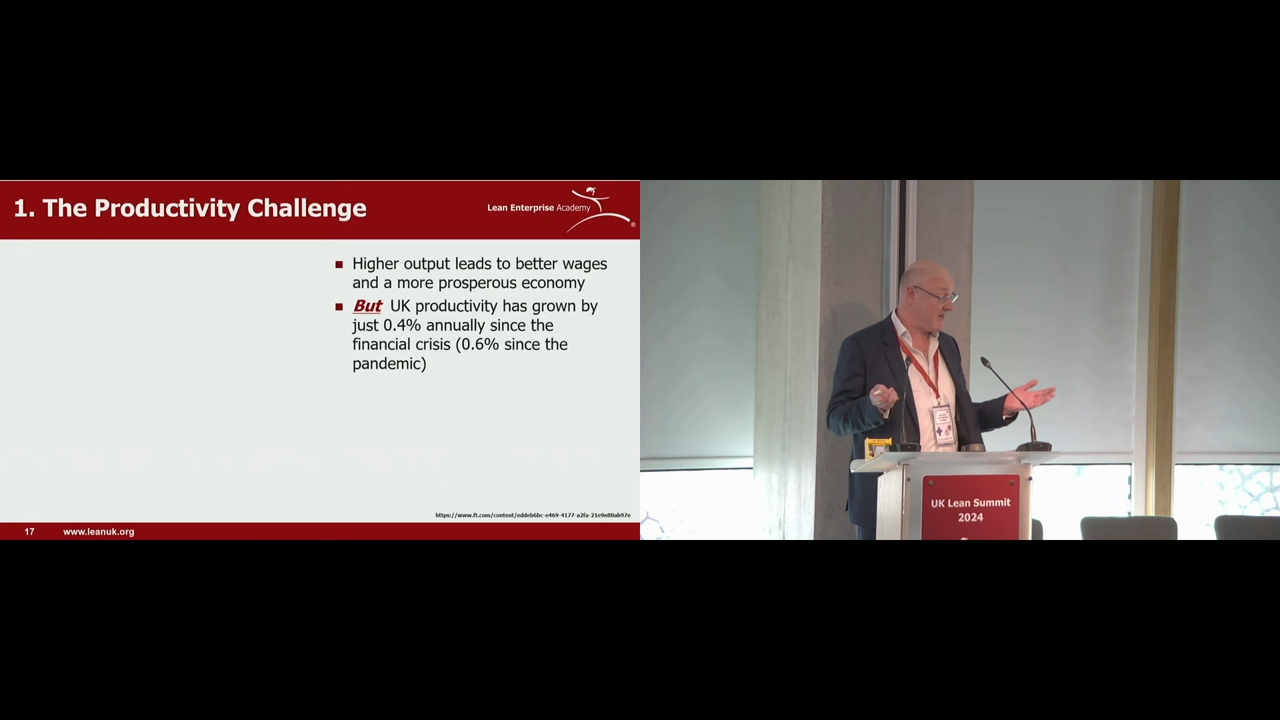 1. The Productivity Challenge
Lean Enterprise Academy
®
■ Higher output leads to better wages
and a more prosperous economy
■ But UK productivity has grown by
just 0.4% annually since the
financial crisis (0.6% since the
pandemic)
17 www.leanuk.org
UK Lean Summit
2024